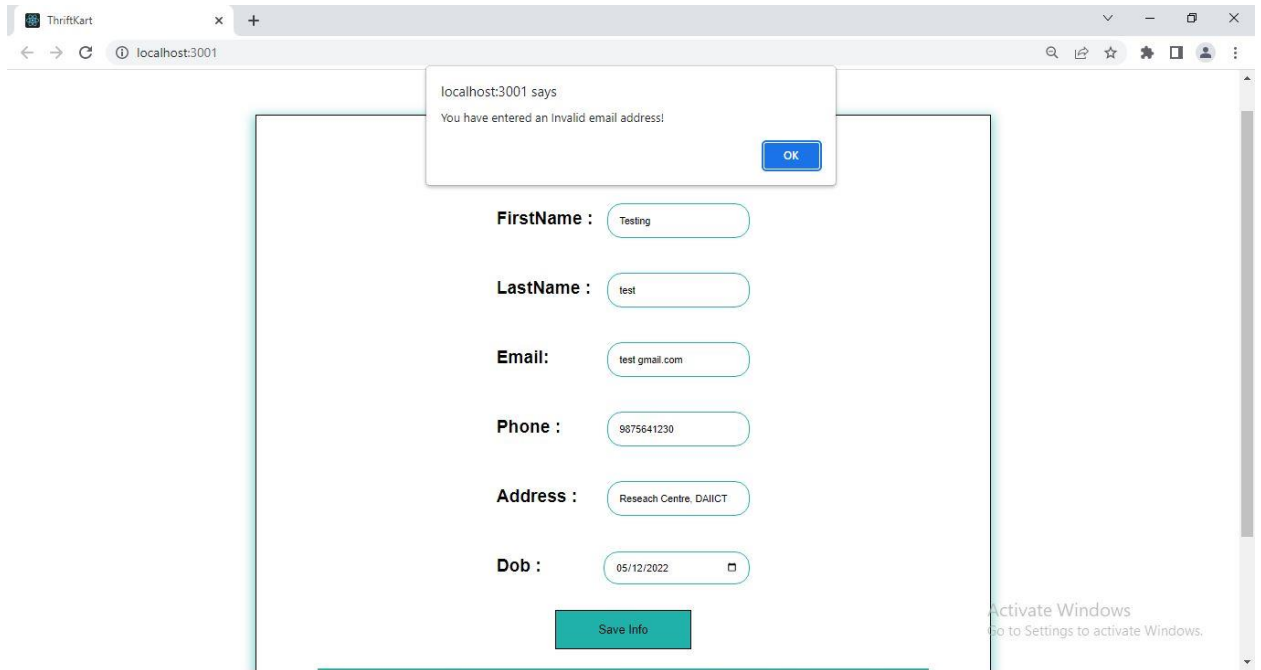 ThriftKart
localhost:3001
localhost:3001 says
You have entered an Invalid email address!
OK
FirstName : Testing
LastName : test
Email: test gmail.com
Phone : 9875641230
Address : Reseach Centre, DAIICT
Dob : 05/12/2022
Save Info
Activate Windows
Go to Settings to activate Windows.